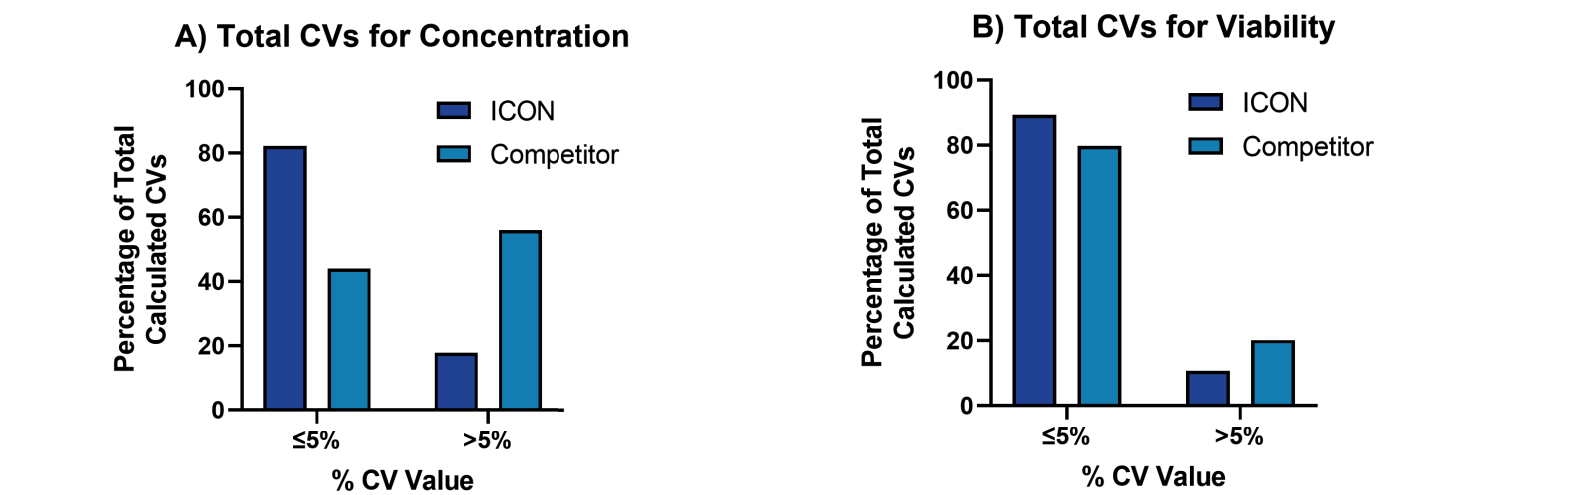 A) Total CVs for Concentration
Percentage of Total
Calculated CVs
100
80
60
40
20
0
ICON
Competitor
≤5%
>5%
% CV Value
B) Total CVs for Viability
Percentage of Total
Calculated CVs
100
80
60
40
20
0
ICON
Competitor
≤5%
>5%
% CV Value